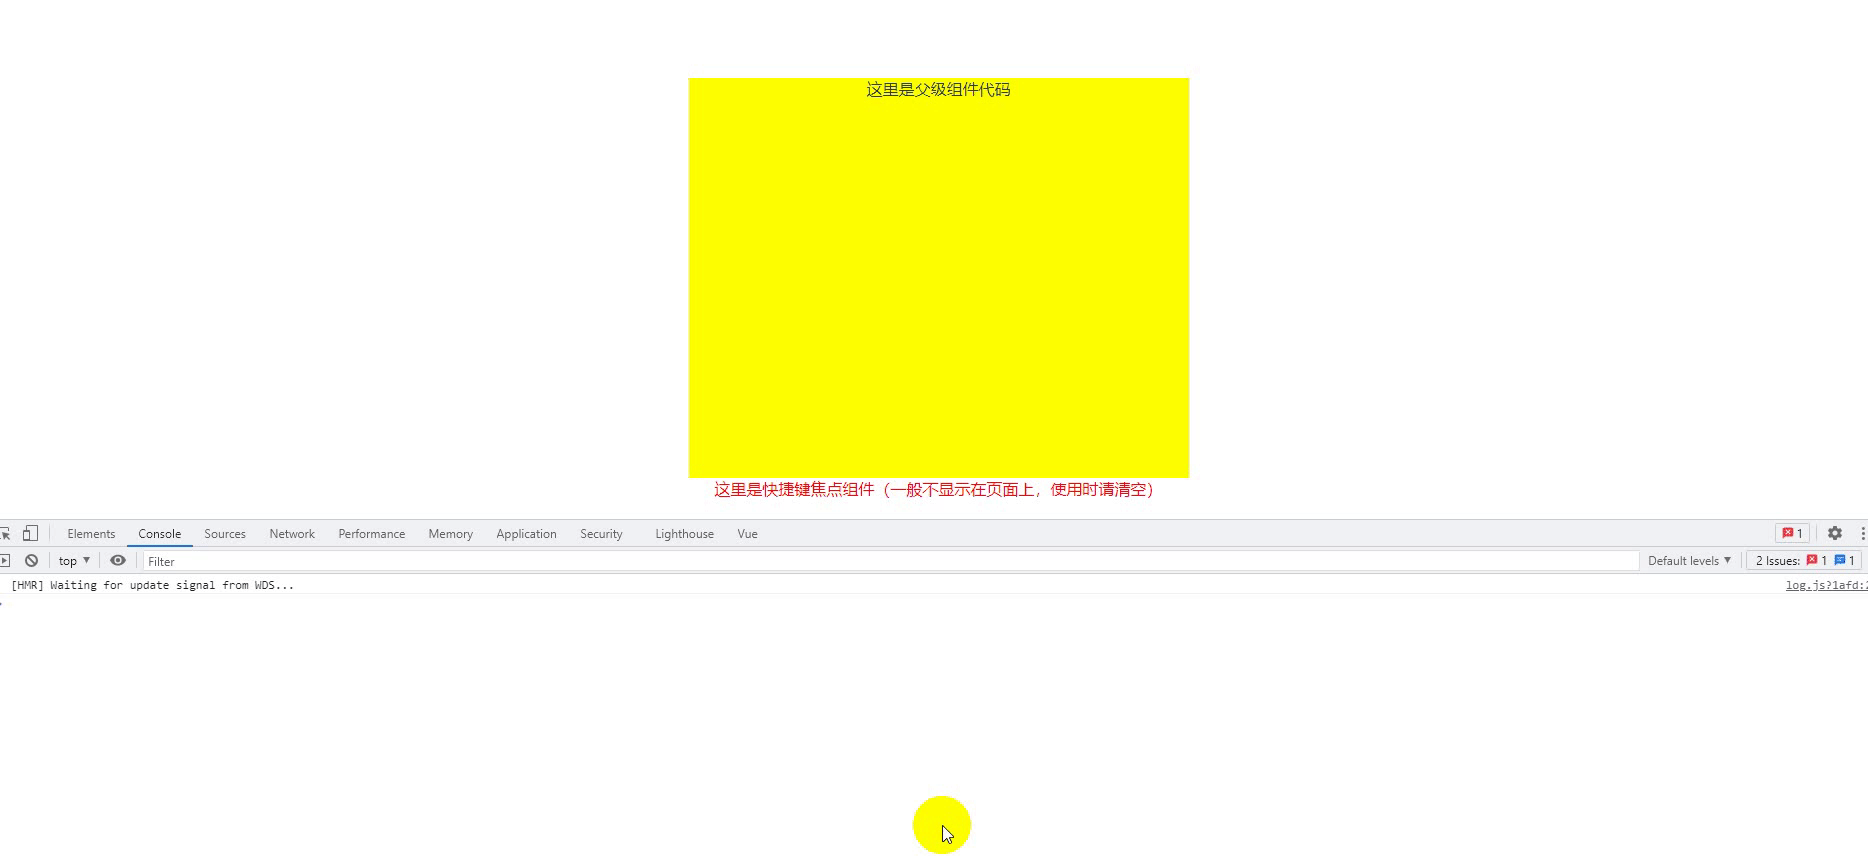 这里是父级组件代码
这里是快捷键焦点组件（一般不显示在页面上，使用时请清空）
Elements Console Sources Network Performance Memory Application Security Lighthouse Vue 1
top Filter Default levels 2 Issues: 1 1
[HMR] Waiting for update signal from WDS... log.js?1afd:2